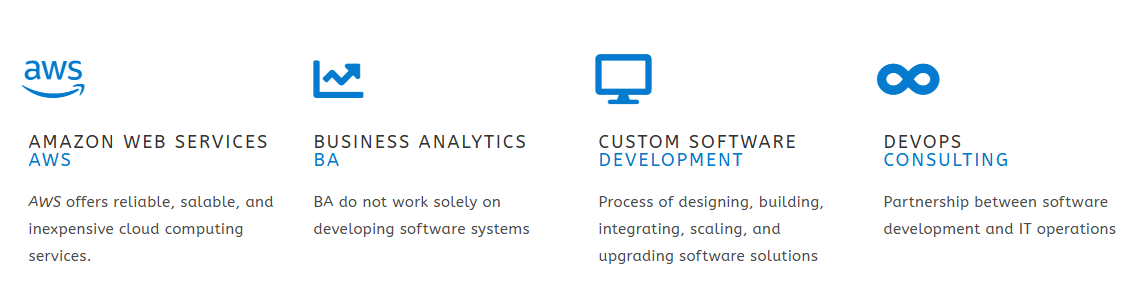 aws
AMAZON WEB SERVICES
AWS
AWS offers reliable, salable, and
inexpensive cloud computing
services.
BUSINESS ANALYTICS
BA
BA do not work solely on
developing software systems
CUSTOM SOFTWARE
DEVELOPMENT
Process of designing, building,
integrating, scaling, and
upgrading software solutions
DEVOPS
CONSULTING
Partnership between software
development and IT operations